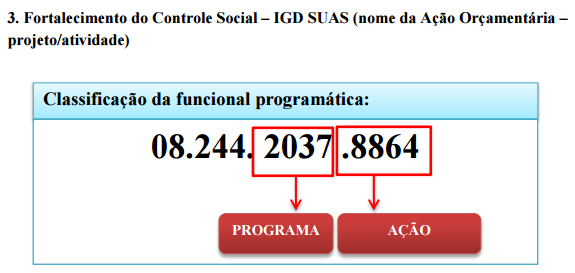 3. Fortalecimento do Controle Social – IGD SUAS (nome da Ação Orçamentária –
projeto/atividade)
Classificação da funcional programática:
08.244. 2037 .8864
PROGRAMA AÇÃO